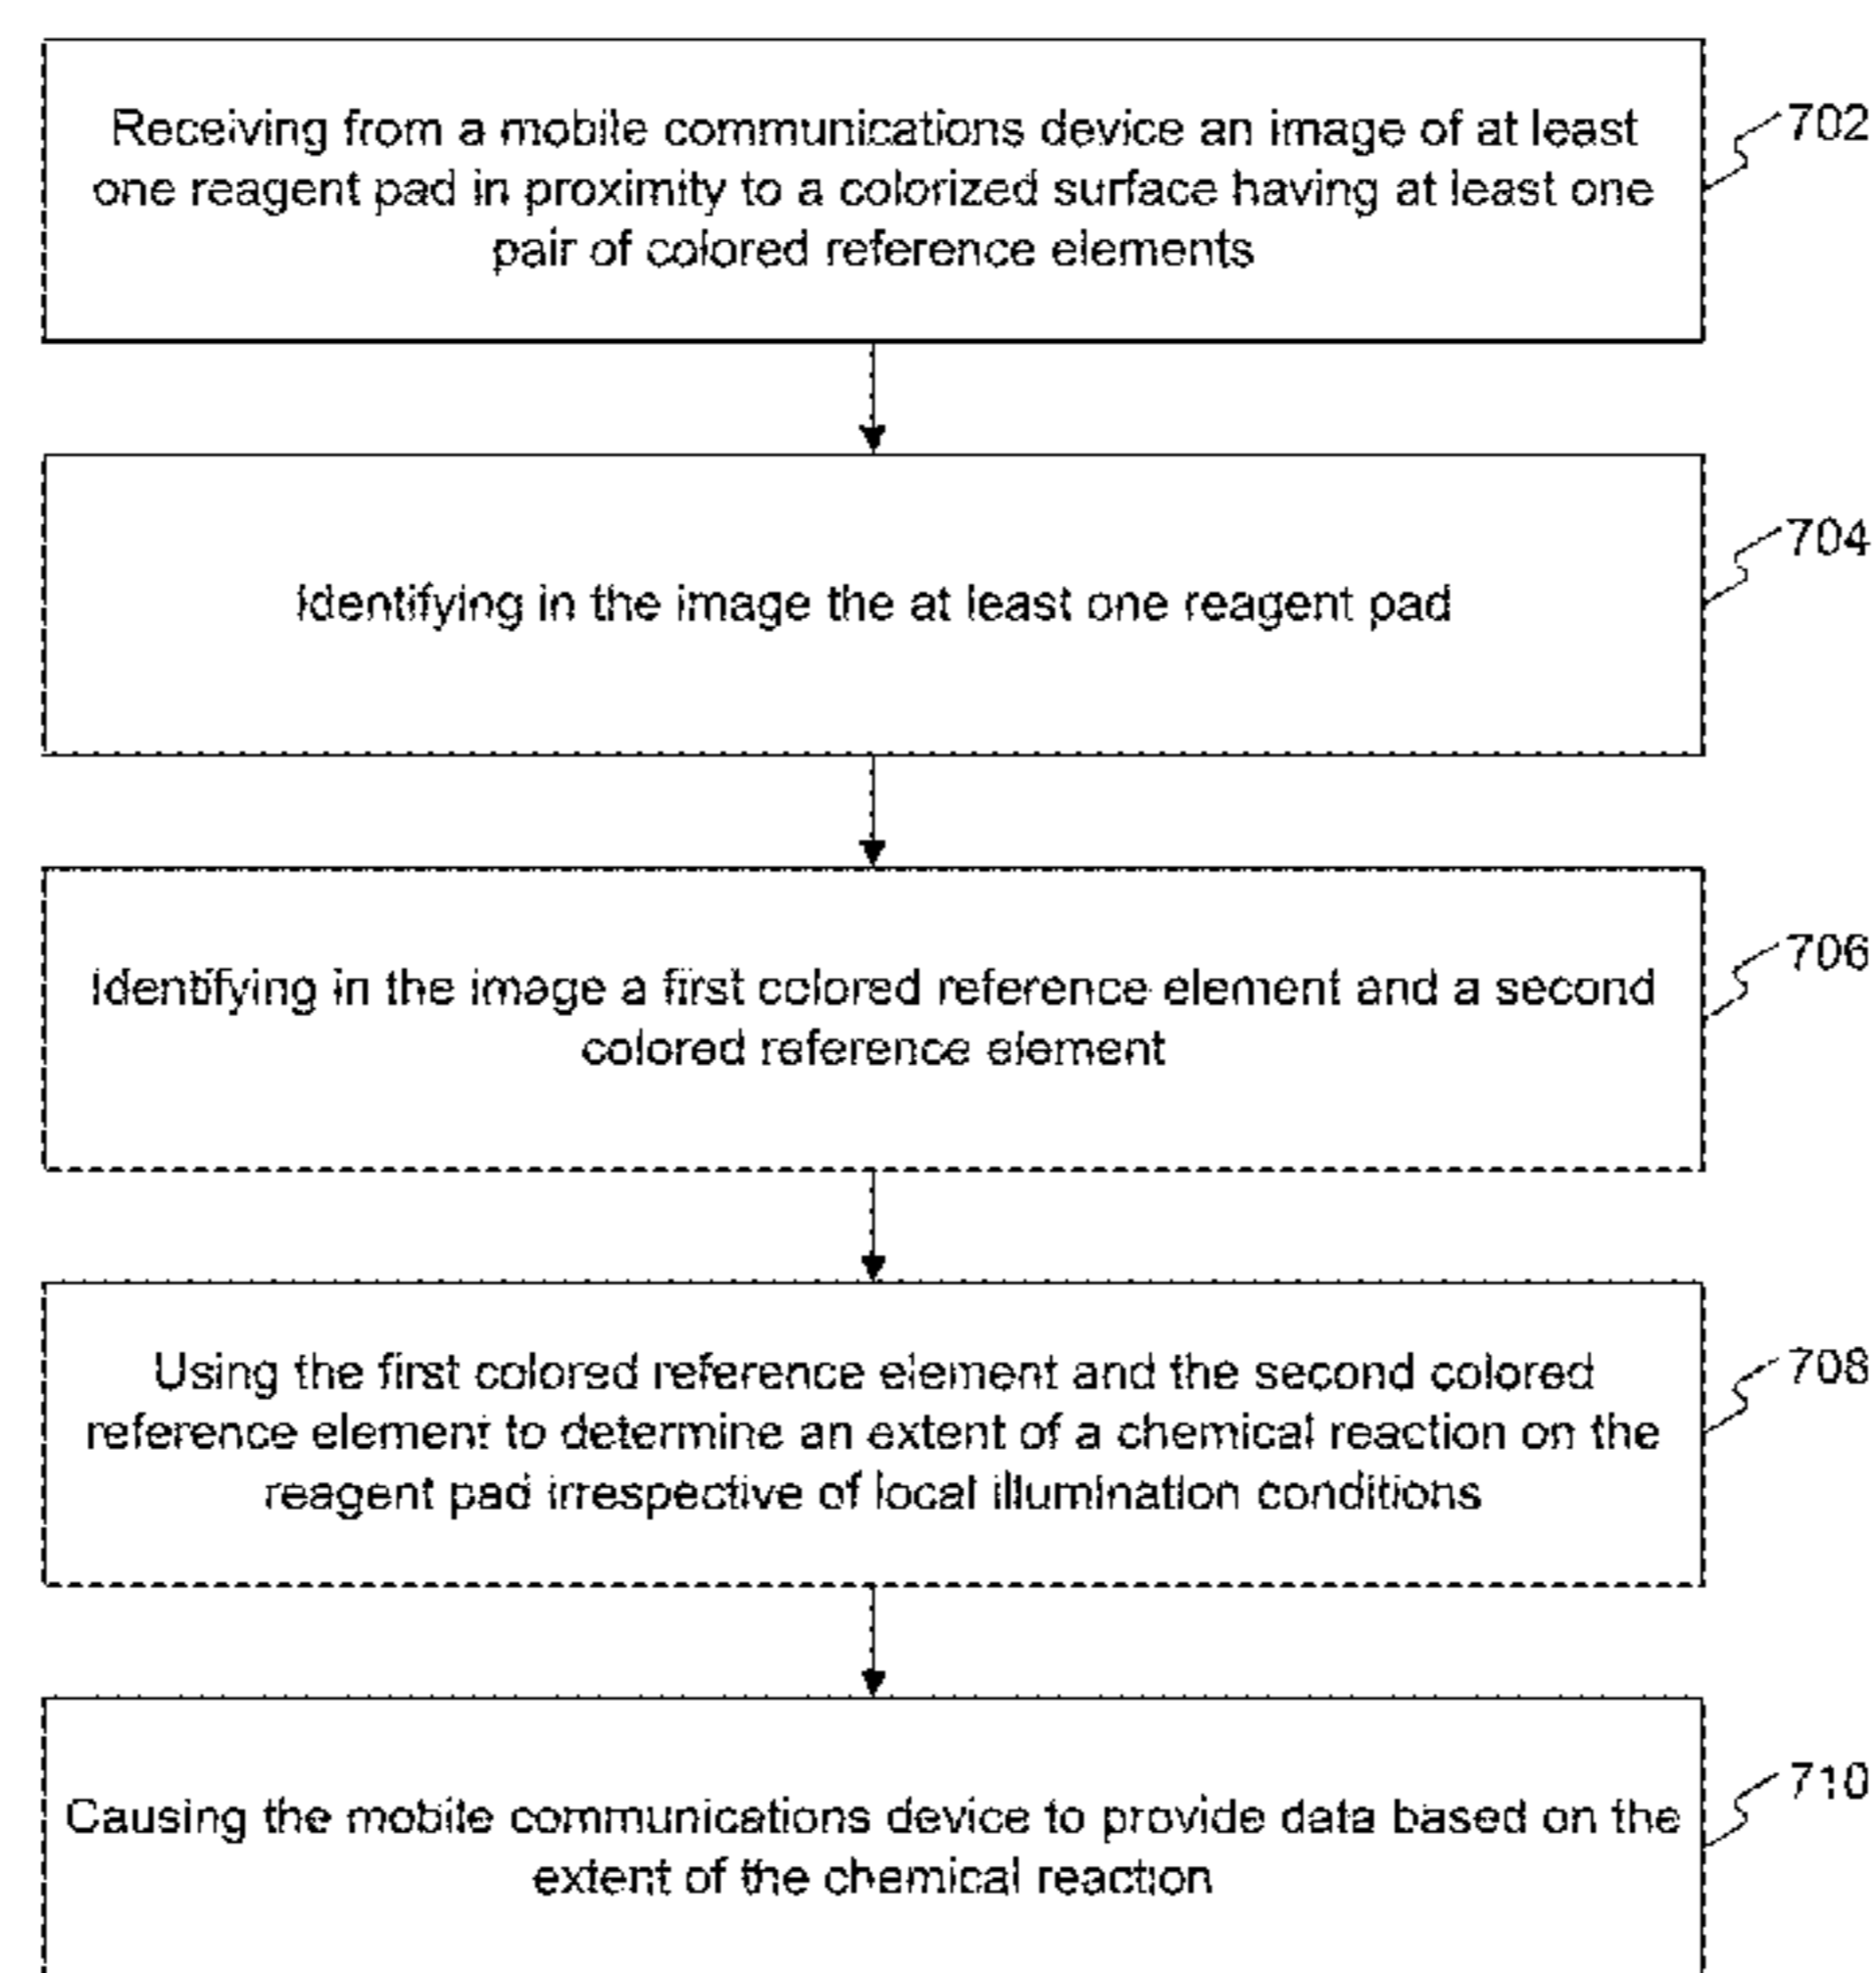 Receiving from a mobile communications device an image of at least
one reagent pad in proximity to a colorized surface having at least one
pair of colored reference elements
702
Identifying in the image the at least one reagent pad
704
Identifying in the image a first colored reference element and a second
colored reference element
706
Using the first colored reference element and the second colored
reference element to determine an extent of a chemical reaction on the
reagent pad irrespective of local illumination conditions
708
Causing the mobile communications device to provide data based on the
extent of the chemical reaction
710